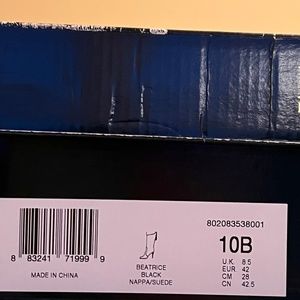 802083538001
10B
U.K. 8.5
EUR 42
CM 28
CN 42.5
8 83241 71999 9
MADE IN CHINA
BEATRICE
BLACK
NAPPA/SUEDE